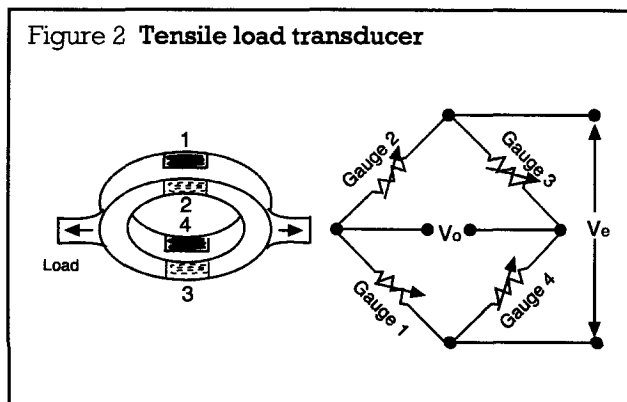 Figure 2 Tensile load transducer
1
2
4
3
Load
Gauge 2
Gauge 3
Vo
Ve
Gauge 1
Gauge 4